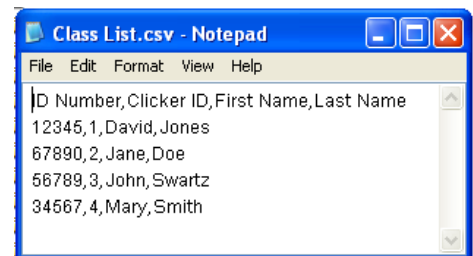 Class List.csv - Notepad
File Edit Format View Help
ID Number,Clicker ID,First Name,Last Name
12345,1,David,Jones
67890,2,Jane,Doe
56789,3,John,Swartz
34567,4,Mary,Smith